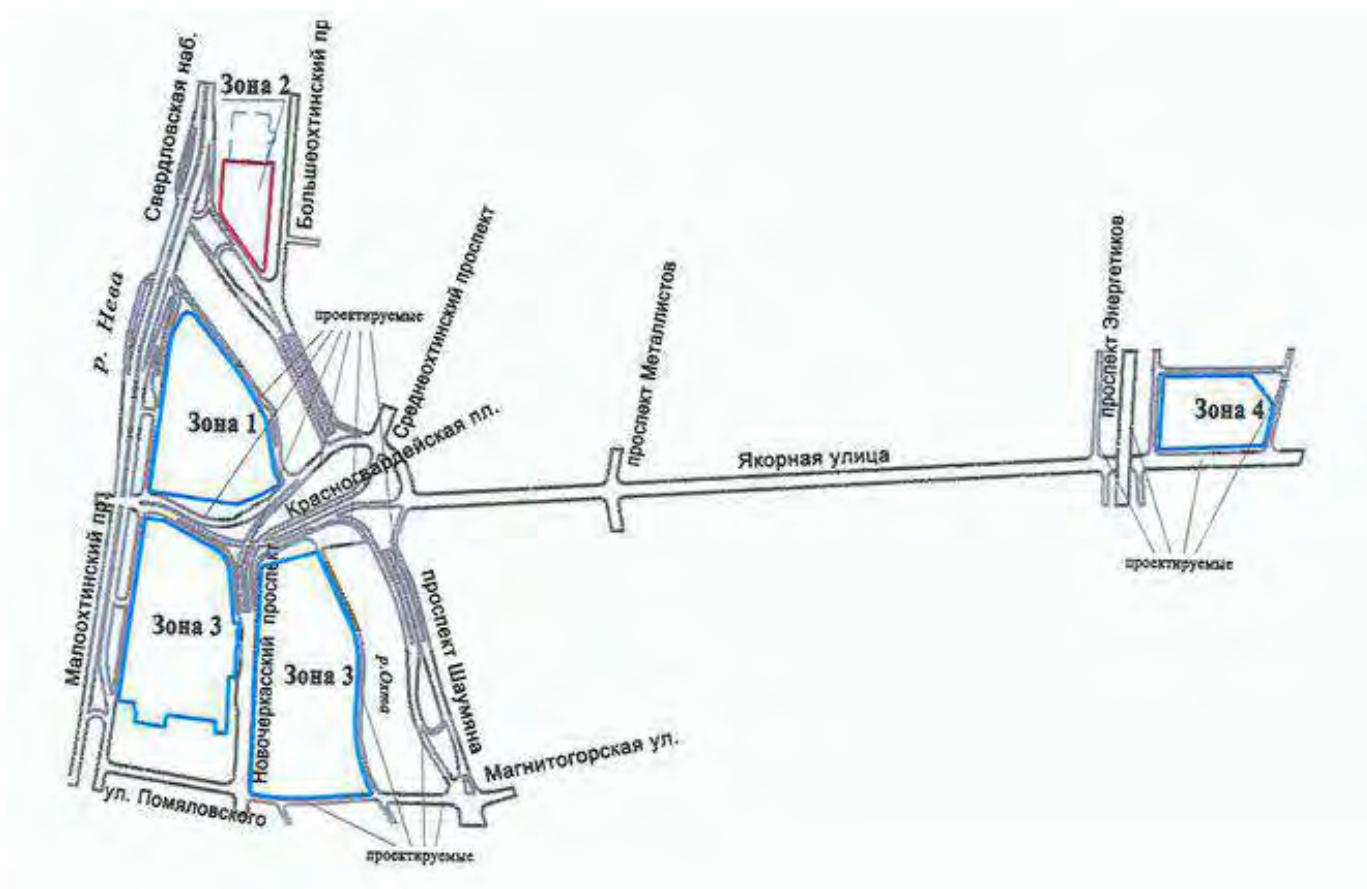 Зона 2
Свердловская наб.
Большеохтинский пр
р. Нева
проектируемые
Среднеохтинский проспект
проспект Металлистов
проспект Энергетиков
Зона 1
Зона 4
Красногвардейская пл.
Якорная улица
Малоохтинский пр.
проектируемые
Новочеркасский проспект
проспект Шаумяна
Зона 3
Зона 3
р.Охта
Магнитогорская ул.
ул. Помяловского
проектируемые